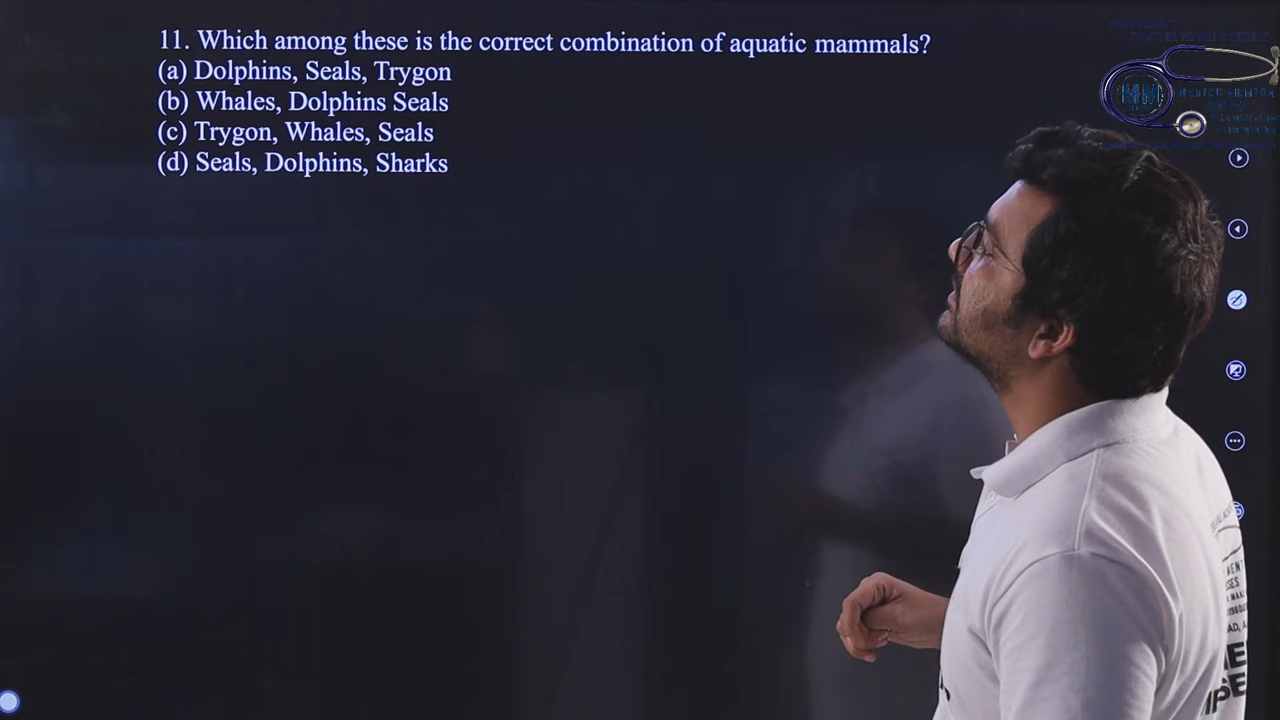 11. Which among these is the correct combination of aquatic mammals?
(a) Dolphins, Seals, Trygon
(b) Whales, Dolphins Seals
(c) Trygon, Whales, Seals
(d) Seals, Dolphins, Sharks
MM